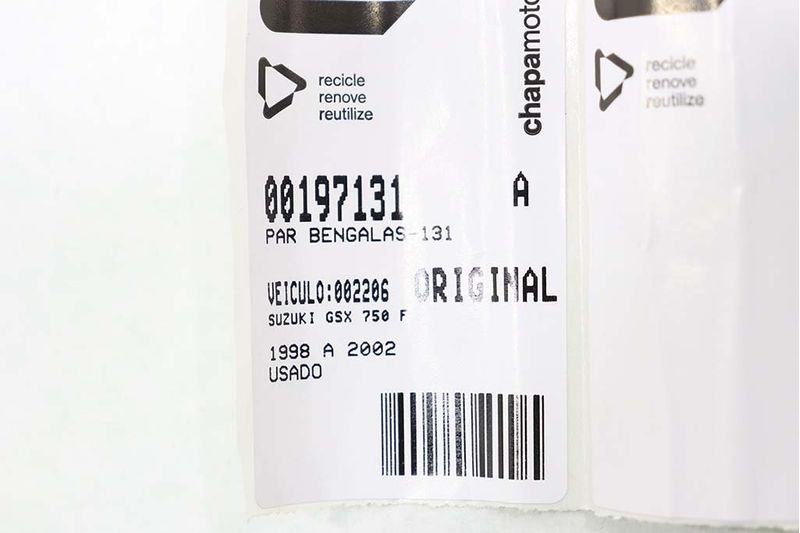 recicle
renove
reutilize
chapamoto
00197131 A
PAR BENGALAS-131
VEICULO:002206 ORIGINAL
SUZUKI GSX 750 F
1998 A 2002
USADO
recicle
renove
reutilize